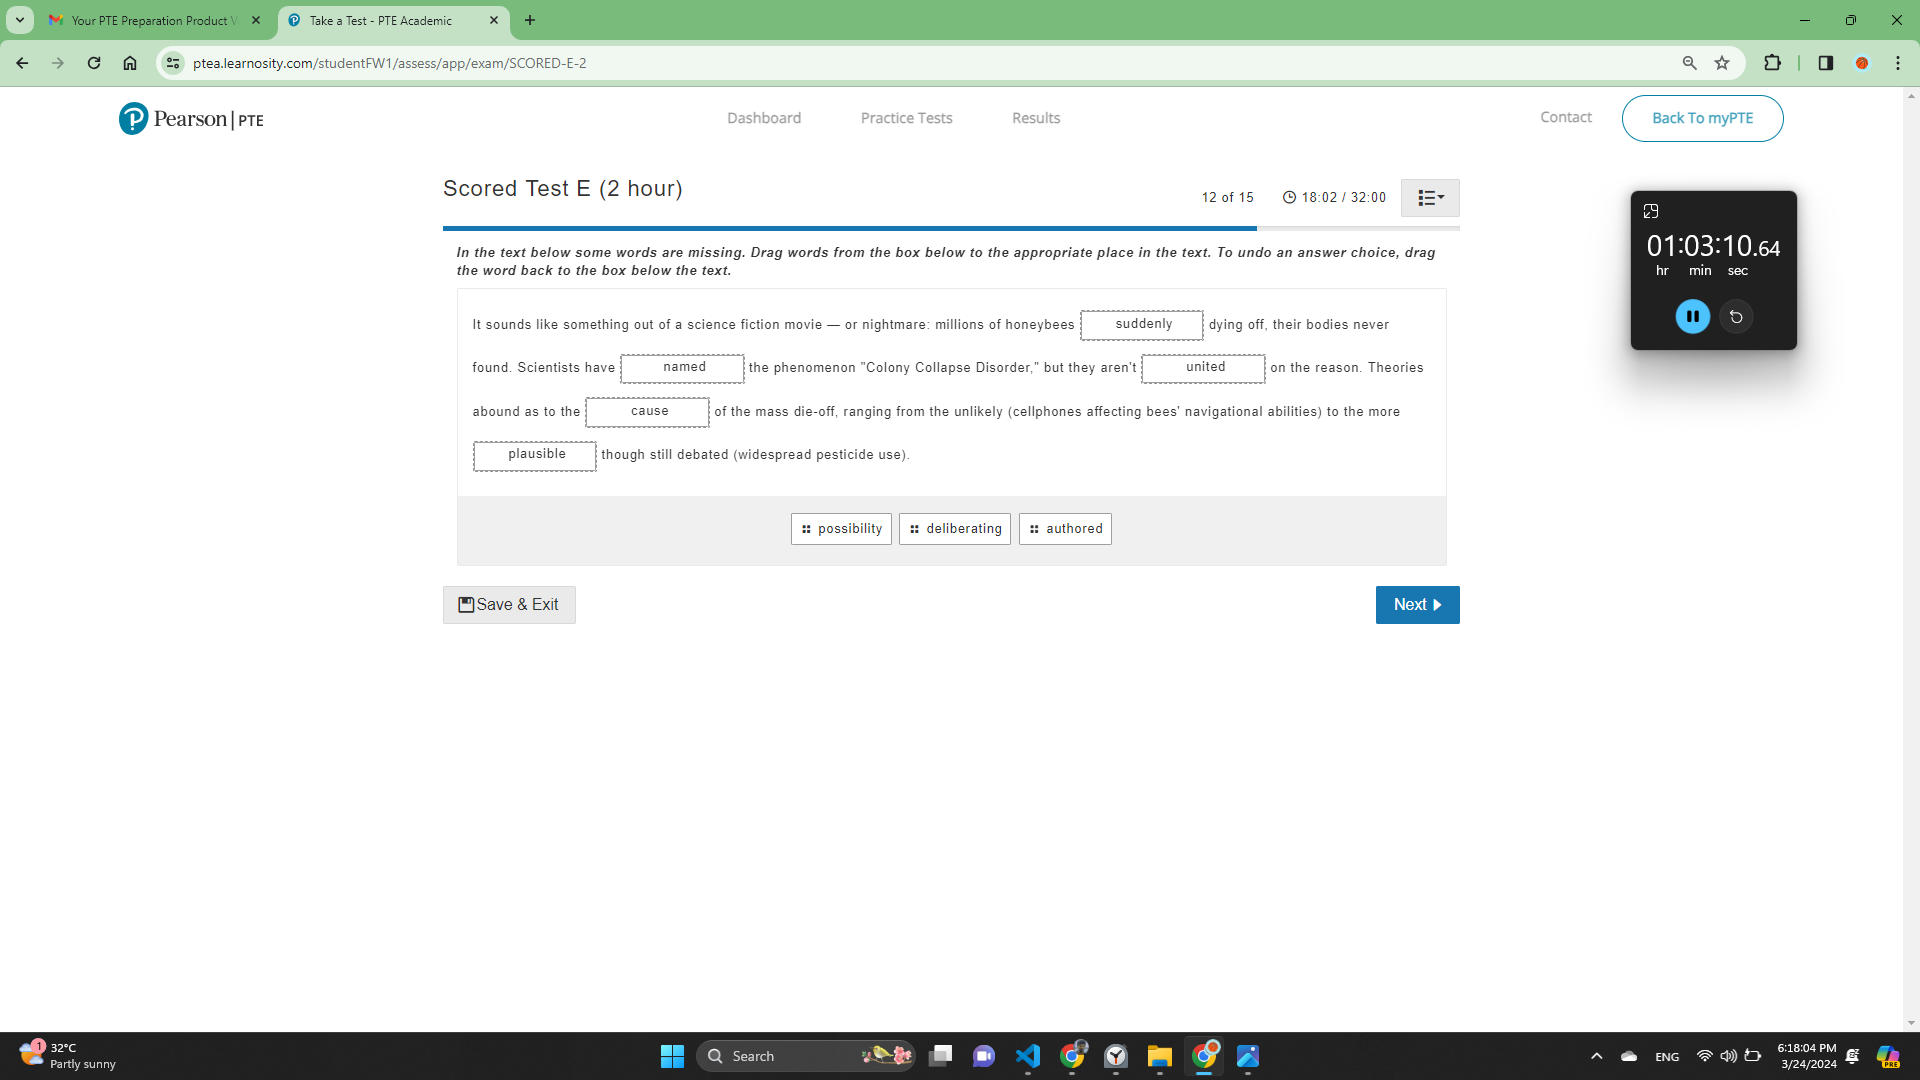 Your PTE Preparation Product V
Take a Test - PTE Academic
ptea.learnosity.com/studentFW1/assess/app/exam/SCORED-E-2
Pearson | PTE
Dashboard
Practice Tests
Results
Contact
Back To myPTE
Scored Test E (2 hour)
12 of 15
18:02 / 32:00
01:03:10.64
hr min sec
In the text below some words are missing. Drag words from the box below to the appropriate place in the text. To undo an answer choice, drag
the word back to the box below the text.
It sounds like something out of a science fiction movie — or nightmare: millions of honeybees suddenly dying off, their bodies never
found. Scientists have named the phenomenon "Colony Collapse Disorder," but they aren't united on the reason. Theories
abound as to the cause of the mass die-off, ranging from the unlikely (cellphones affecting bees' navigational abilities) to the more
plausible though still debated (widespread pesticide use).
possibility
deliberating
authored
Save & Exit
Next
1
32°C
Partly sunny
Search
ENG
6:18:04 PM
3/24/2024
PRE